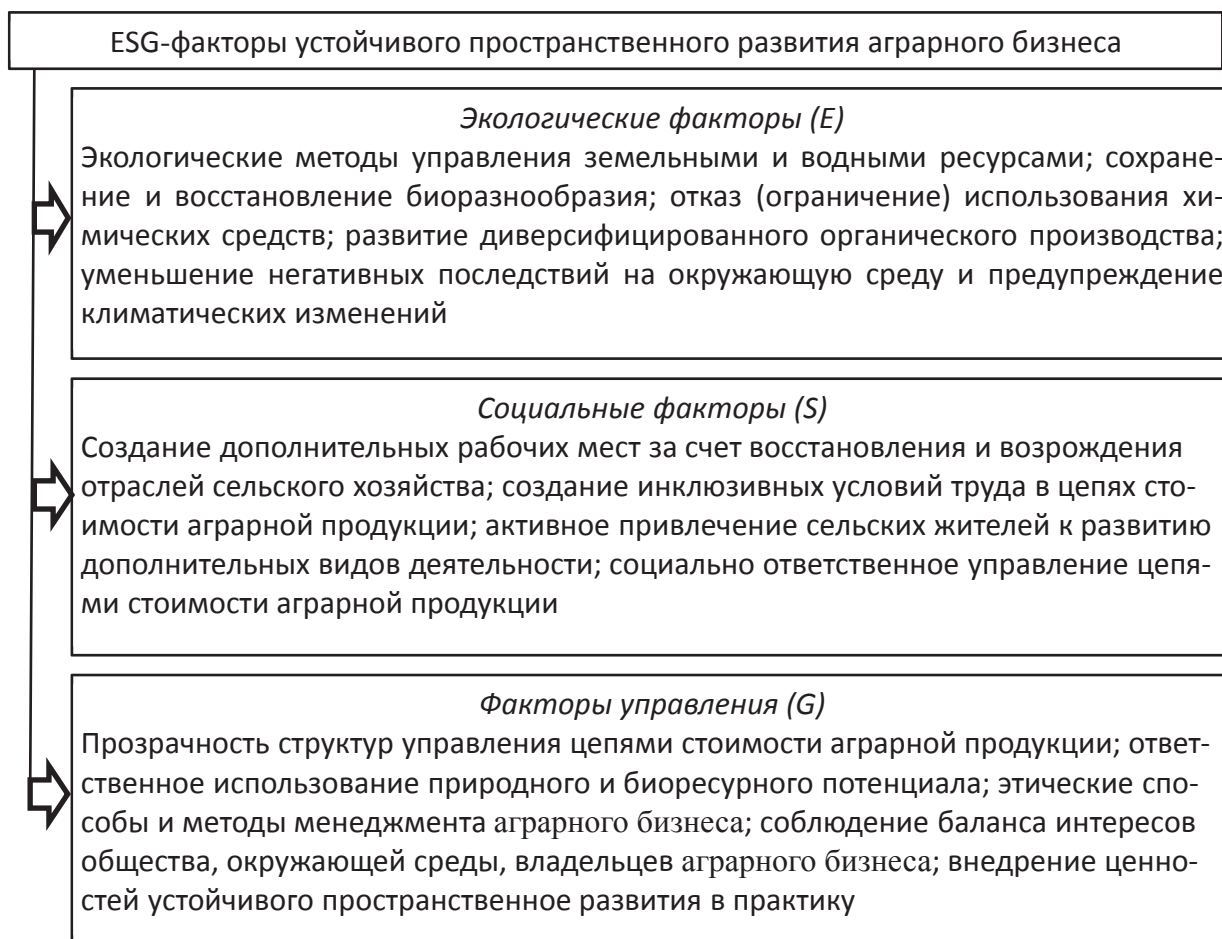 ESG-факторы устойчивого пространственного развития аграрного бизнеса
Экологические факторы (E)
Экологические методы управления земельными и водными ресурсами; сохране-
ние и восстановление биоразнообразия; отказ (ограничение) использования хи-
мических средств; развитие диверсифицированного органического производства;
уменьшение негативных последствий на окружающую среду и предупреждение
климатических изменений
Социальные факторы (S)
Создание дополнительных рабочих мест за счет восстановления и возрождения
отраслей сельского хозяйства; создание инклюзивных условий труда в цепях сто-
имости аграрной продукции; активное привлечение сельских жителей к развитию
дополнительных видов деятельности; социально ответственное управление цепя-
ми стоимости аграрной продукции
Факторы управления (G)
Прозрачность структур управления цепями стоимости аграрной продукции; ответ-
ственное использование природного и биоресурного потенциала; этические спо-
собы и методы менеджмента аграрного бизнеса; соблюдение баланса интересов
общества, окружающей среды, владельцев аграрного бизнеса; внедрение ценно-
стей устойчивого пространственное развития в практику